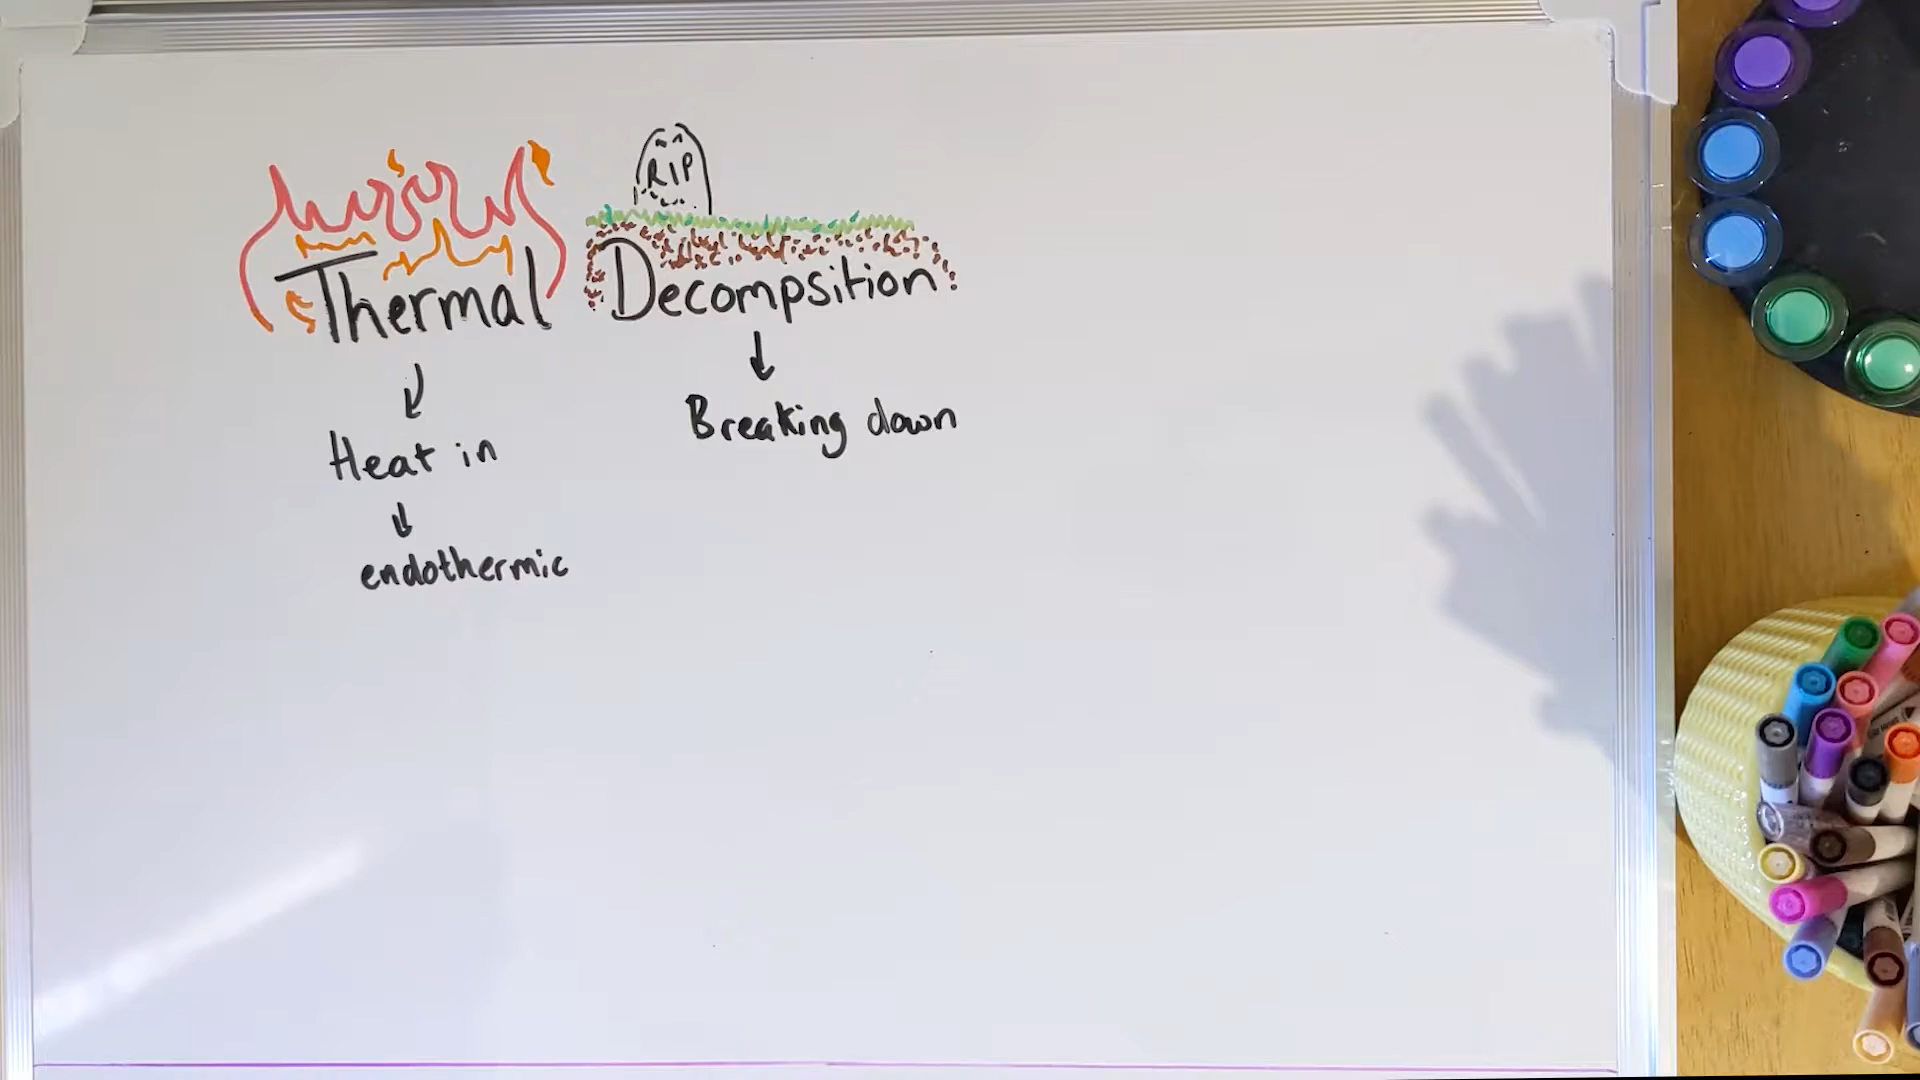 RIP
Thermal Decompsition
Heat in
Breaking down
endothermic